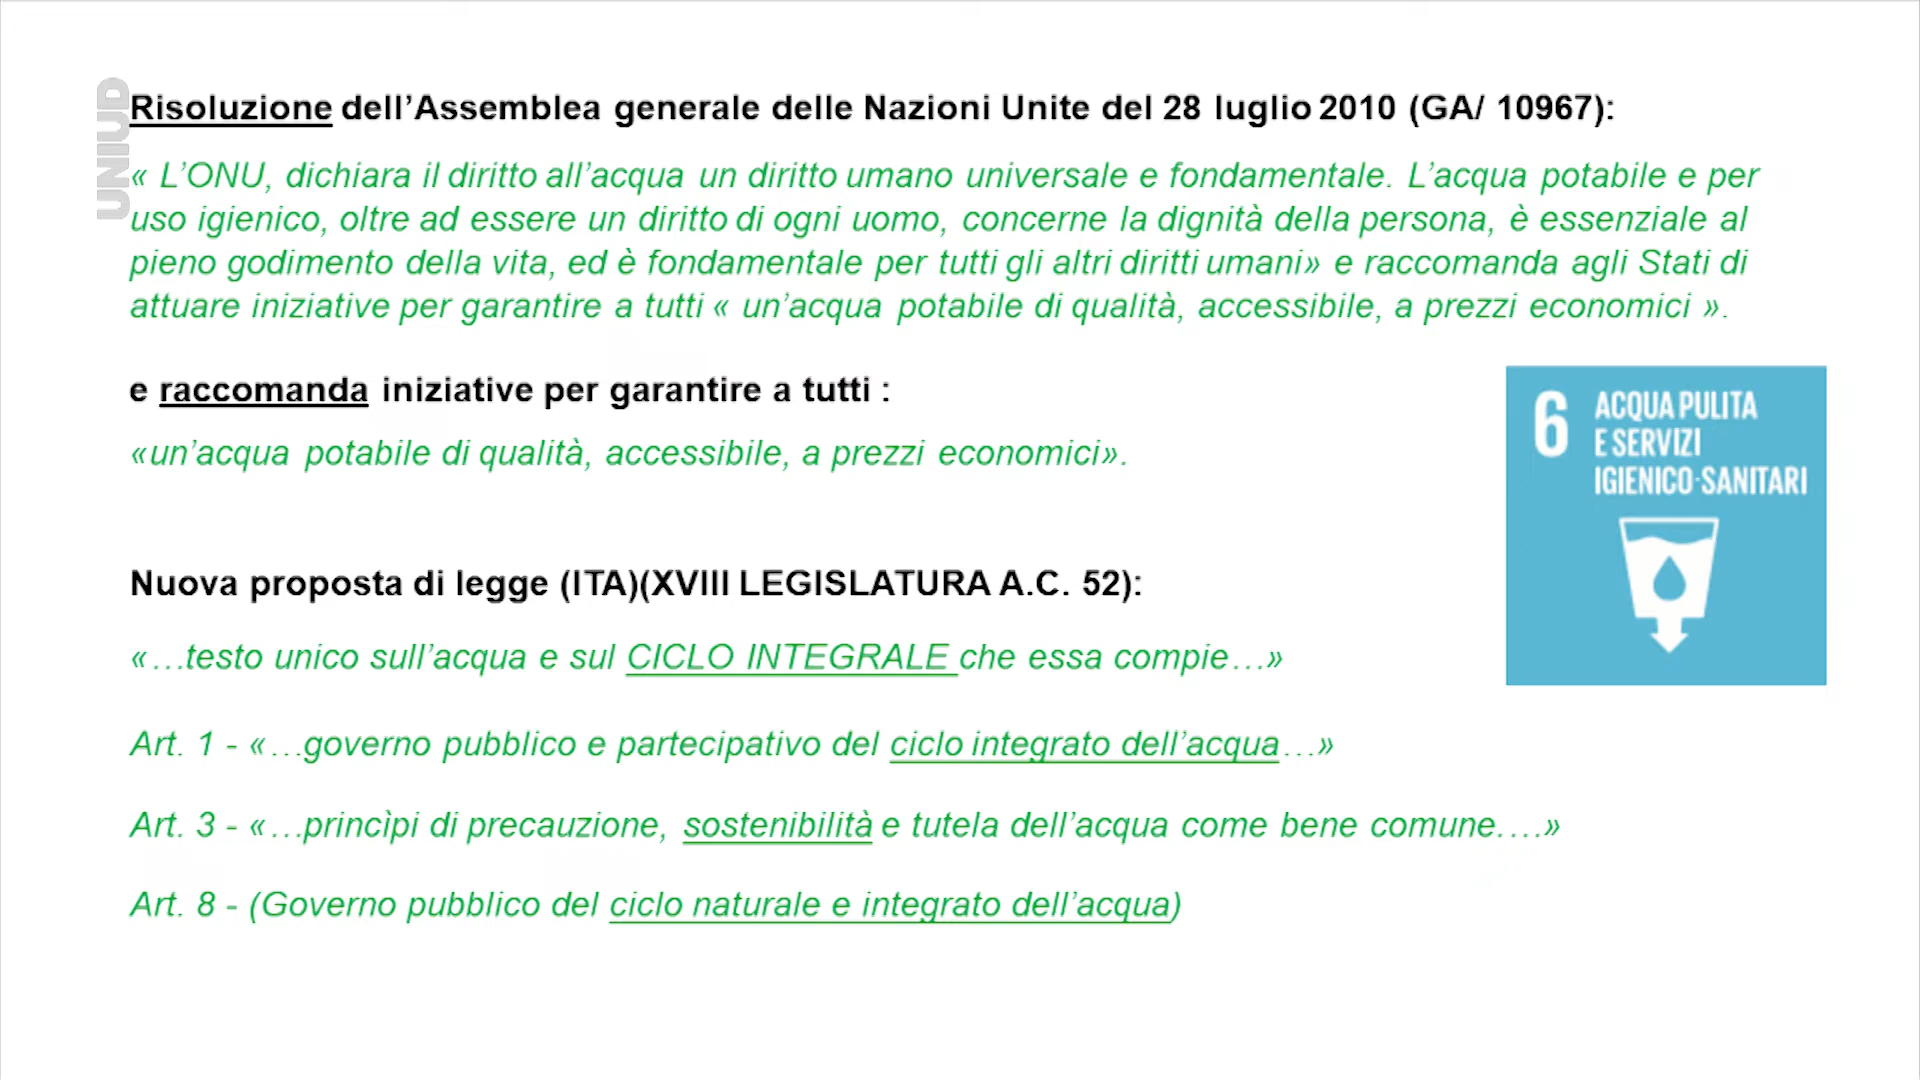 UNIUD
Risoluzione dell’Assemblea generale delle Nazioni Unite del 28 luglio 2010 (GA/ 10967):
« L’ONU, dichiara il diritto all’acqua un diritto umano universale e fondamentale. L’acqua potabile e per
uso igienico, oltre ad essere un diritto di ogni uomo, concerne la dignità della persona, è essenziale al
pieno godimento della vita, ed è fondamentale per tutti gli altri diritti umani» e raccomanda agli Stati di
attuare iniziative per garantire a tutti « un’acqua potabile di qualità, accessibile, a prezzi economici ».
e raccomanda iniziative per garantire a tutti :
«un’acqua potabile di qualità, accessibile, a prezzi economici».
6 ACQUA PULITA
E SERVIZI
IGIENICO-SANITARI
Nuova proposta di legge (ITA)(XVIII LEGISLATURA A.C. 52):
«…testo unico sull’acqua e sul CICLO INTEGRALE che essa compie…»
Art. 1 - «…governo pubblico e partecipativo del ciclo integrato dell’acqua…»
Art. 3 - «…princìpi di precauzione, sostenibilità e tutela dell’acqua come bene comune….»
Art. 8 - (Governo pubblico del ciclo naturale e integrato dell’acqua)